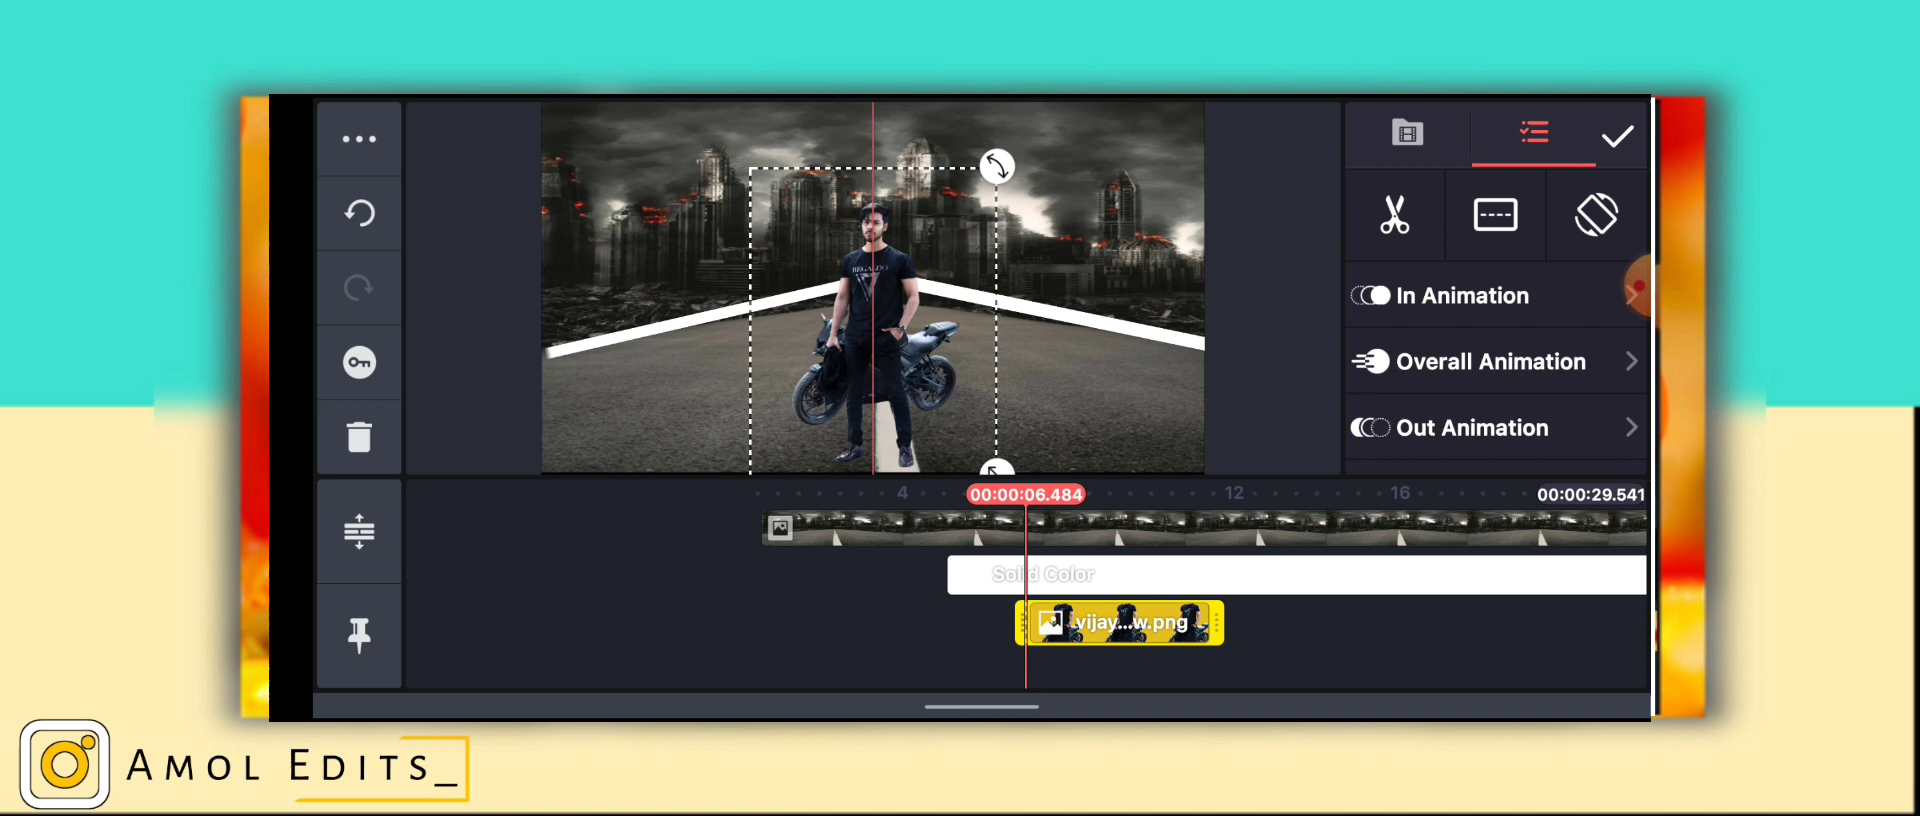 REGALDO
In Animation
Overall Animation
Out Animation
4
00:00:06.484
12
16
00:00:29.541
Solid Color
vijay...w.png
AMOL EDITS_